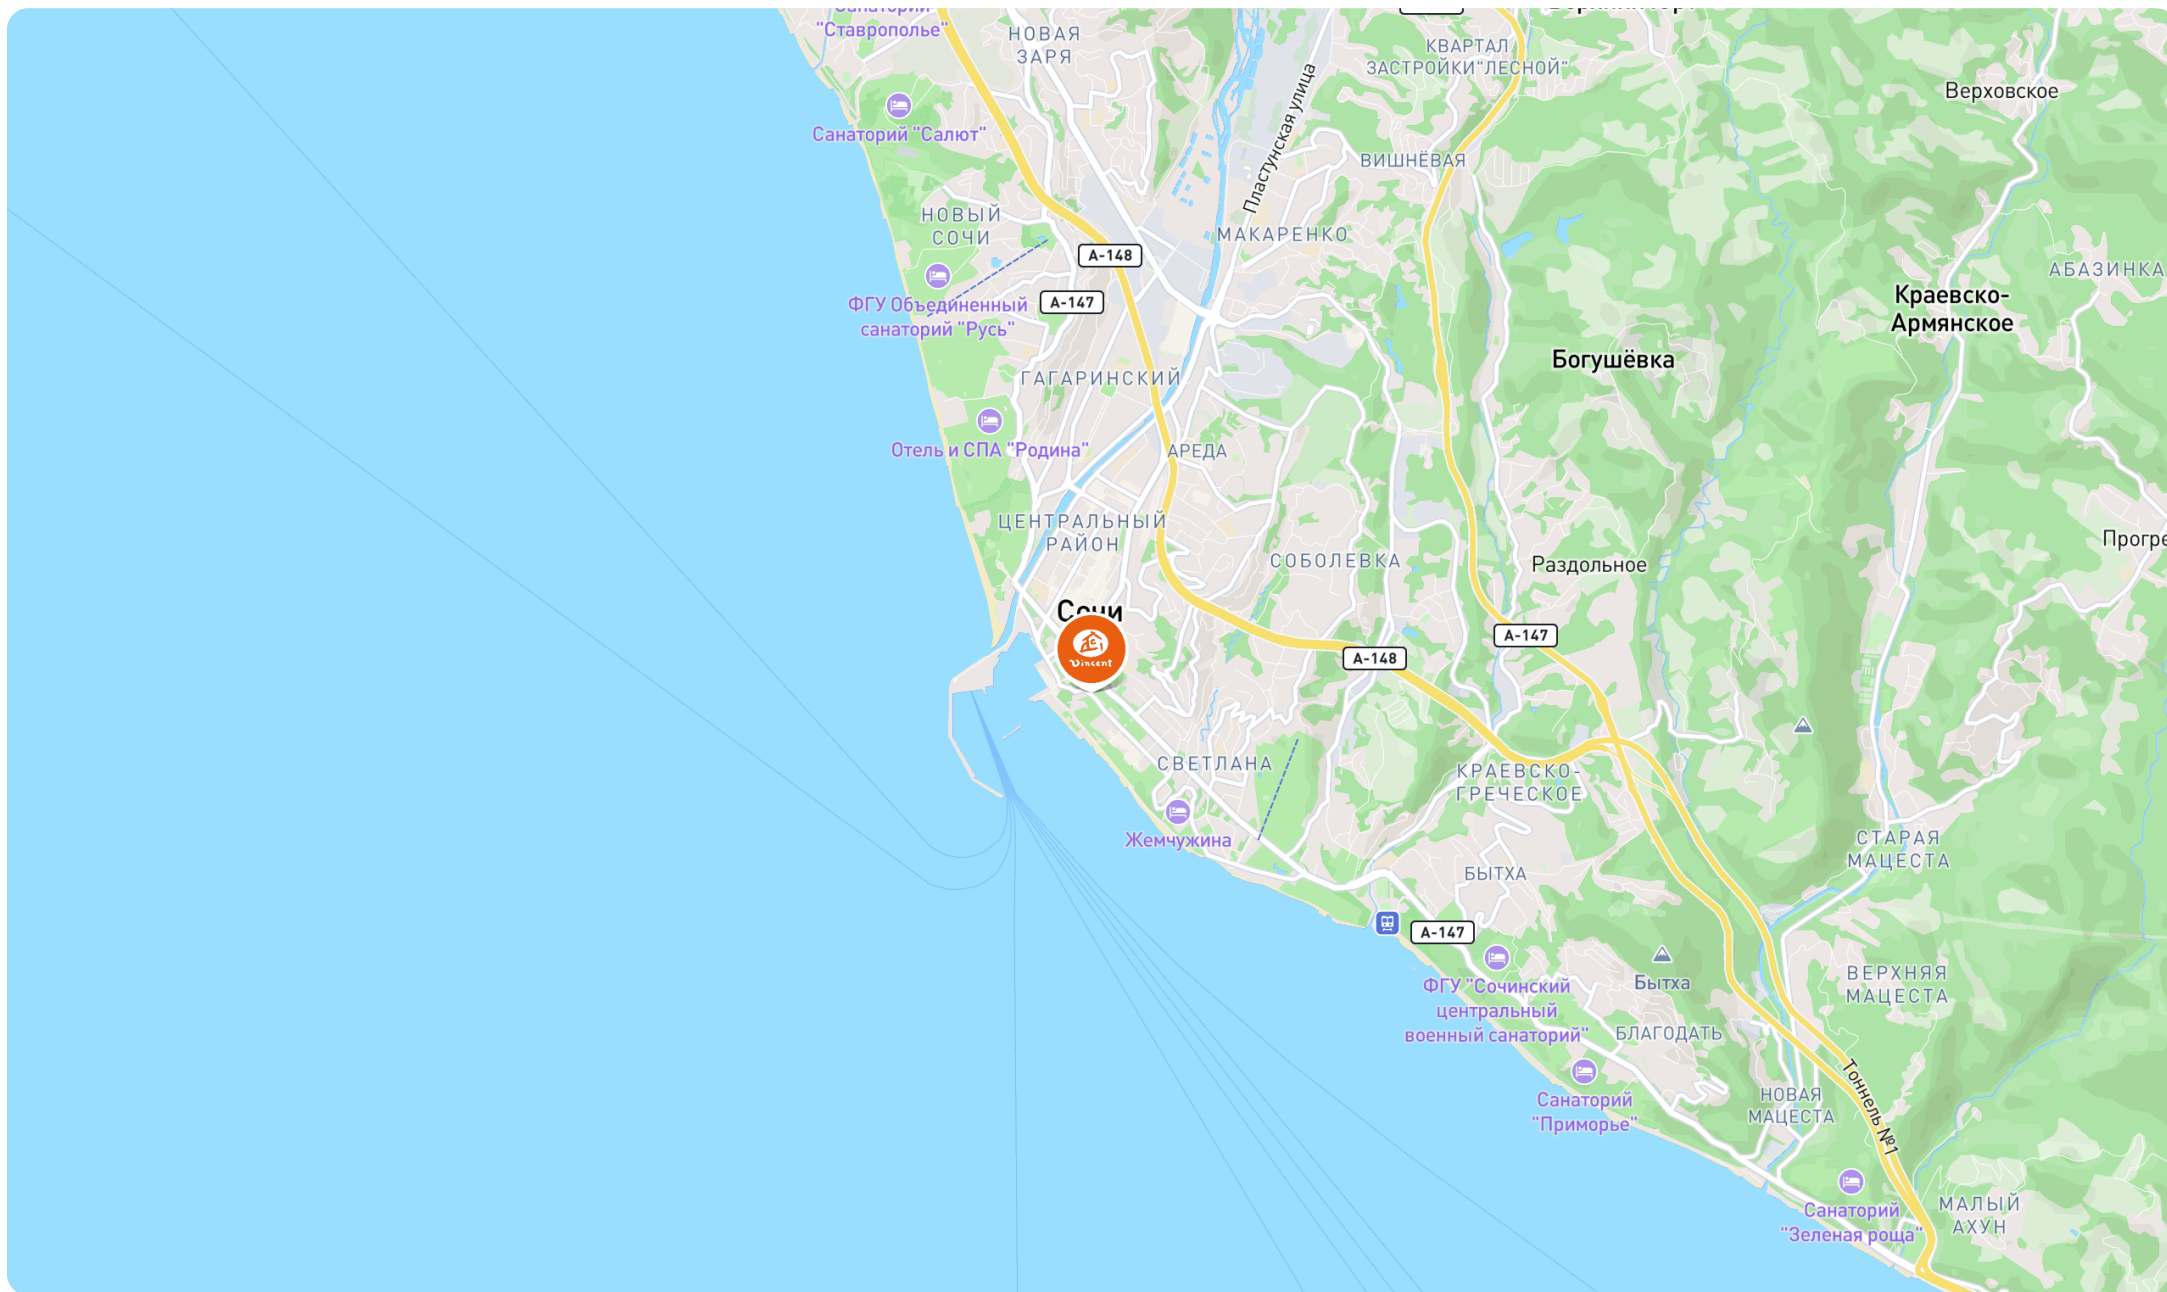 Санаторий
"Ставрополье"
НОВАЯ
ЗАРЯ
КВАРТАЛ
ЗАСТРОЙКИ"ЛЕСНОЙ"
Верховское
Санаторий "Салют"
Пластунская улица
ВИШНЁВАЯ
НОВЫЙ
СОЧИ
МАКАРЕНКО
А-148
АБАЗИНКА
ФГУ Объединенный
санаторий "Русь"
А-147
Краевско-
Армянское
Богушёвка
ГАГАРИНСКИЙ
Отель и СПА "Родина"
АРЕДА
ЦЕНТРАЛЬНЫЙ
РАЙОН
Прогре
СОБОЛЕВКА
Раздольное
Сочи
Vincent
А-147
А-148
СВЕТЛАНА
КРАЕВСКО-
ГРЕЧЕСКОЕ
Жемчужина
СТАРАЯ
МАЦЕСТА
БЫТХА
А-147
ФГУ "Сочинский
центральный
военный санаторий"
Бытха
ВЕРХНЯЯ
МАЦЕСТА
БЛАГОДАТЬ
Санаторий
"Приморье"
НОВАЯ
МАЦЕСТА
Тоннель №1
Санаторий
"Зеленая роща"
МАЛЫЙ
АХУН